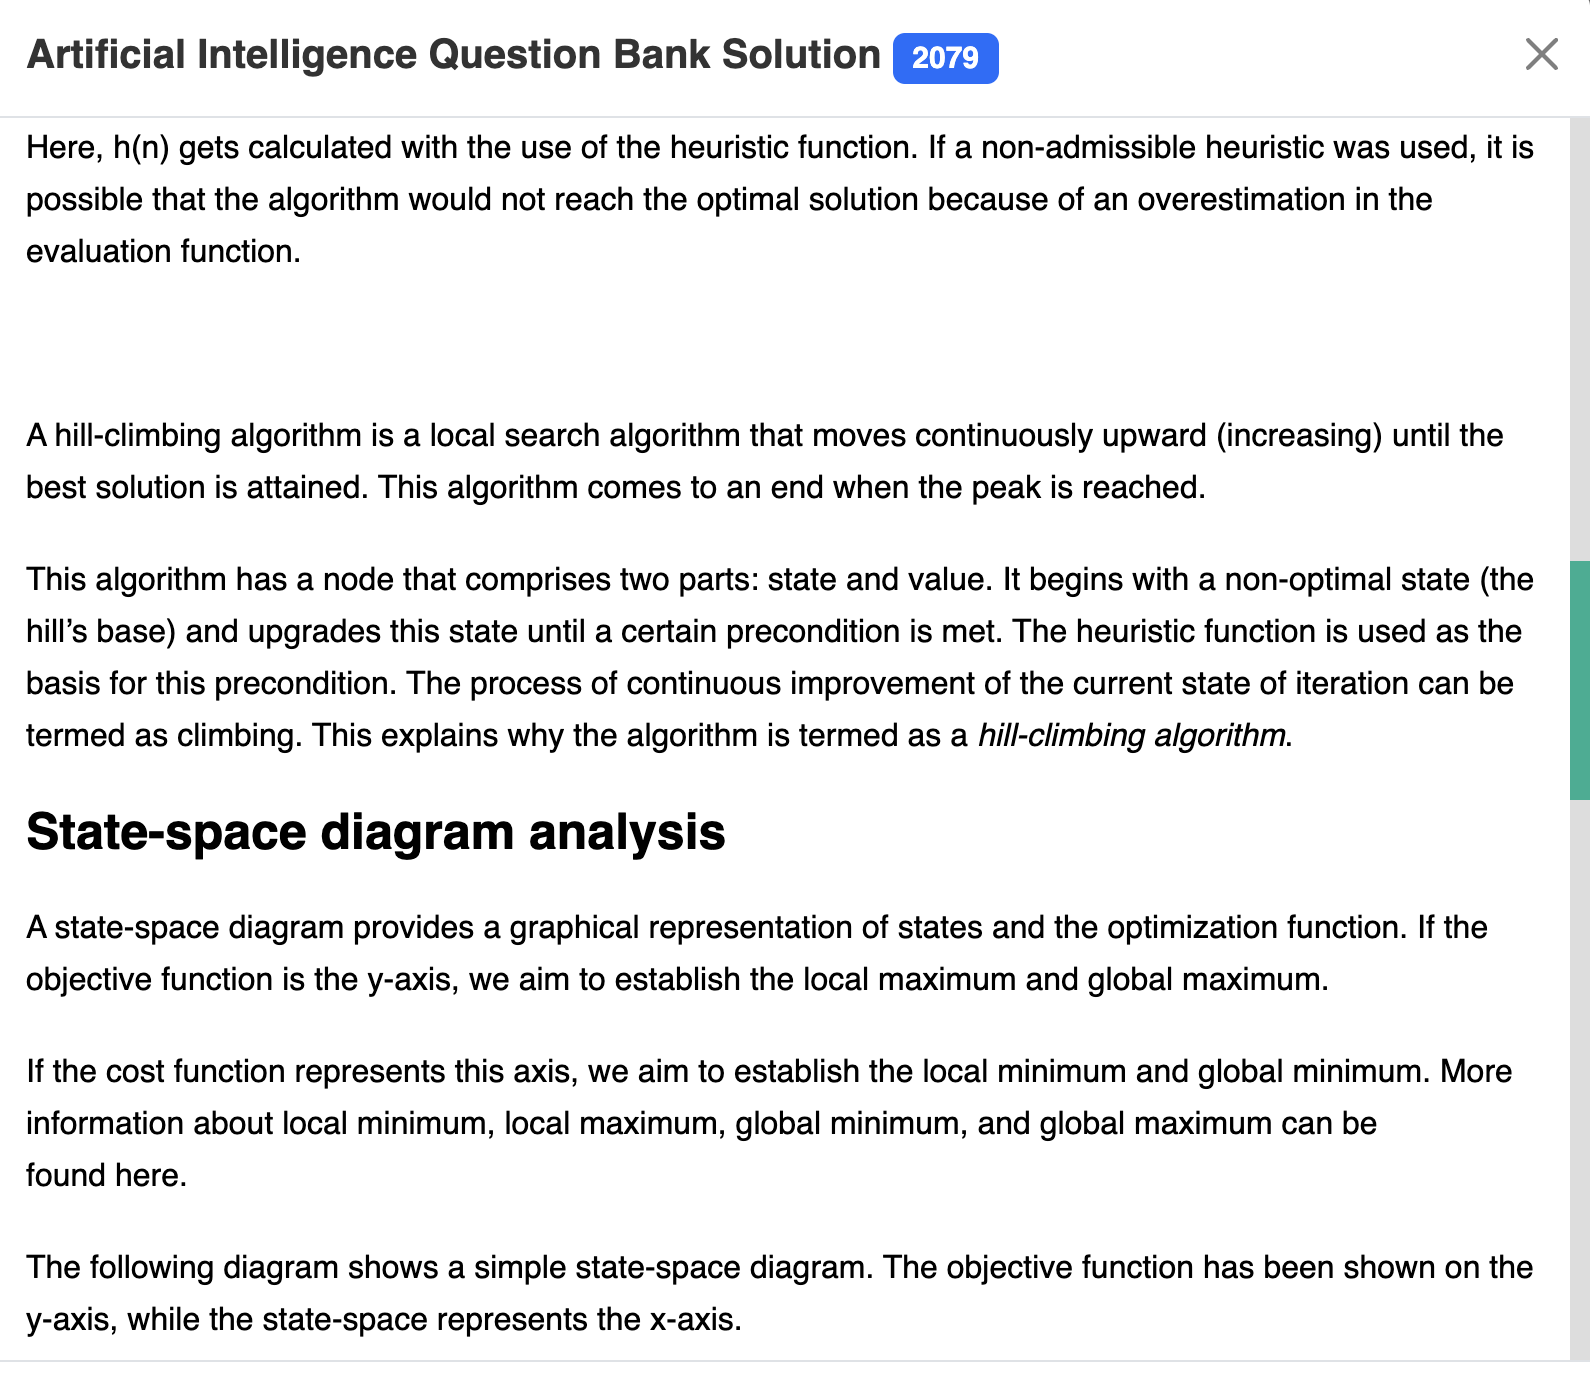 Artificial Intelligence Question Bank Solution 2079
Here, h(n) gets calculated with the use of the heuristic function. If a non-admissible heuristic was used, it is
possible that the algorithm would not reach the optimal solution because of an overestimation in the
evaluation function.
A hill-climbing algorithm is a local search algorithm that moves continuously upward (increasing) until the
best solution is attained. This algorithm comes to an end when the peak is reached.
This algorithm has a node that comprises two parts: state and value. It begins with a non-optimal state (the
hill’s base) and upgrades this state until a certain precondition is met. The heuristic function is used as the
basis for this precondition. The process of continuous improvement of the current state of iteration can be
termed as climbing. This explains why the algorithm is termed as a hill-climbing algorithm.
State-space diagram analysis
A state-space diagram provides a graphical representation of states and the optimization function. If the
objective function is the y-axis, we aim to establish the local maximum and global maximum.
If the cost function represents this axis, we aim to establish the local minimum and global minimum. More
information about local minimum, local maximum, global minimum, and global maximum can be
found here.
The following diagram shows a simple state-space diagram. The objective function has been shown on the
y-axis, while the state-space represents the x-axis.